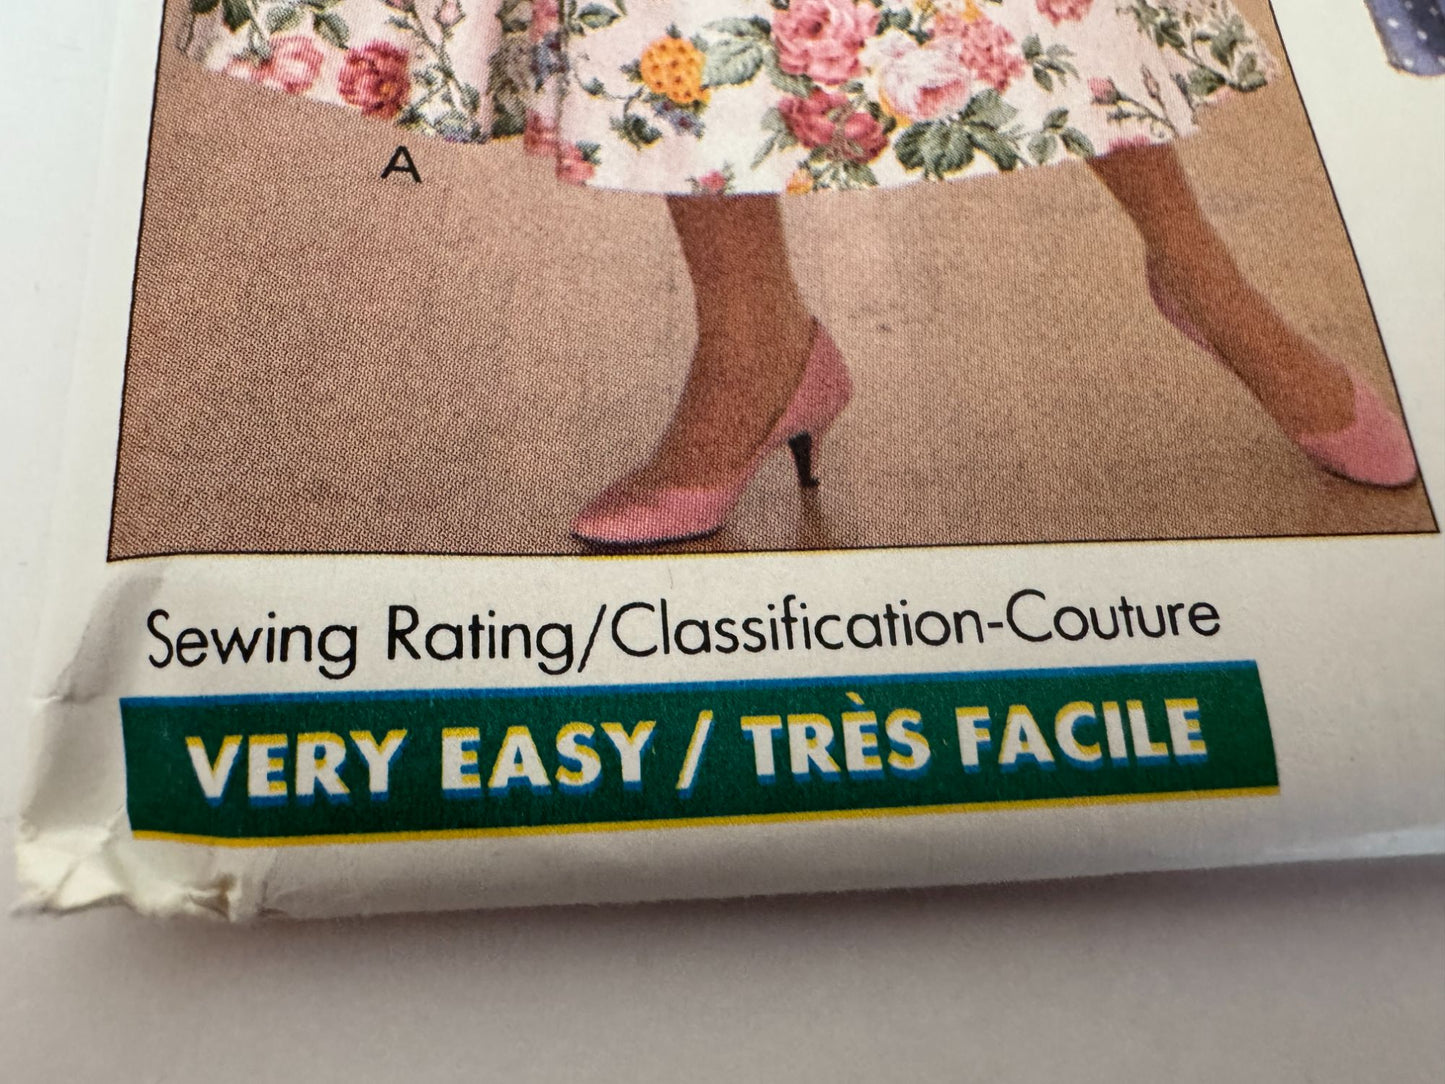 A
Sewing Rating/Classification-Couture
VERY EASY / TRÈS FACILE